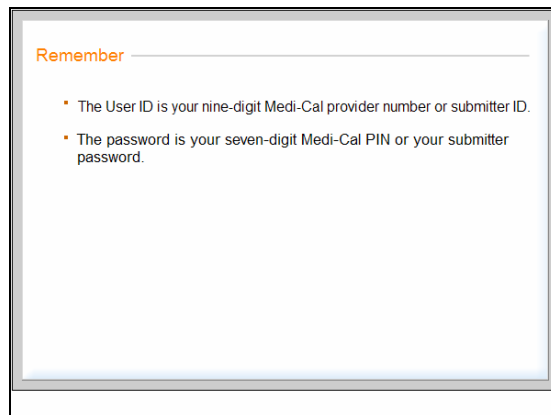 Remember
The User ID is your nine-digit Medi-Cal provider number or submitter ID.
The password is your seven-digit Medi-Cal PIN or your submitter
password.